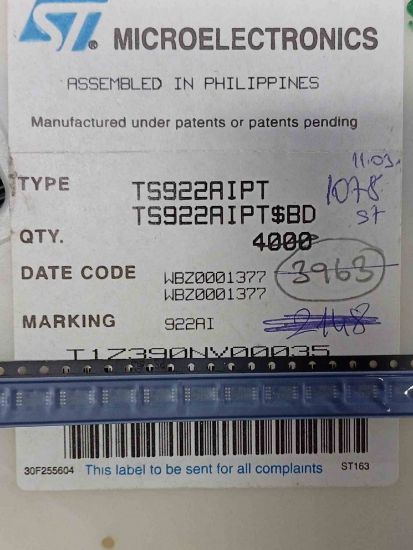 ST
MICROELECTRONICS
ASSEMBLED IN PHILIPPINES
Manufactured under patents or patents pending
11.03.
TYPE TS922AIPT 1078
TS922AIPT$BD ST
QTY. 4000
DATE CODE WBZ0001377 3963
WBZ0001377
MARKING 922AI 2148
T1Z390NV00035
30F255604 This label to be sent for all complaints ST163